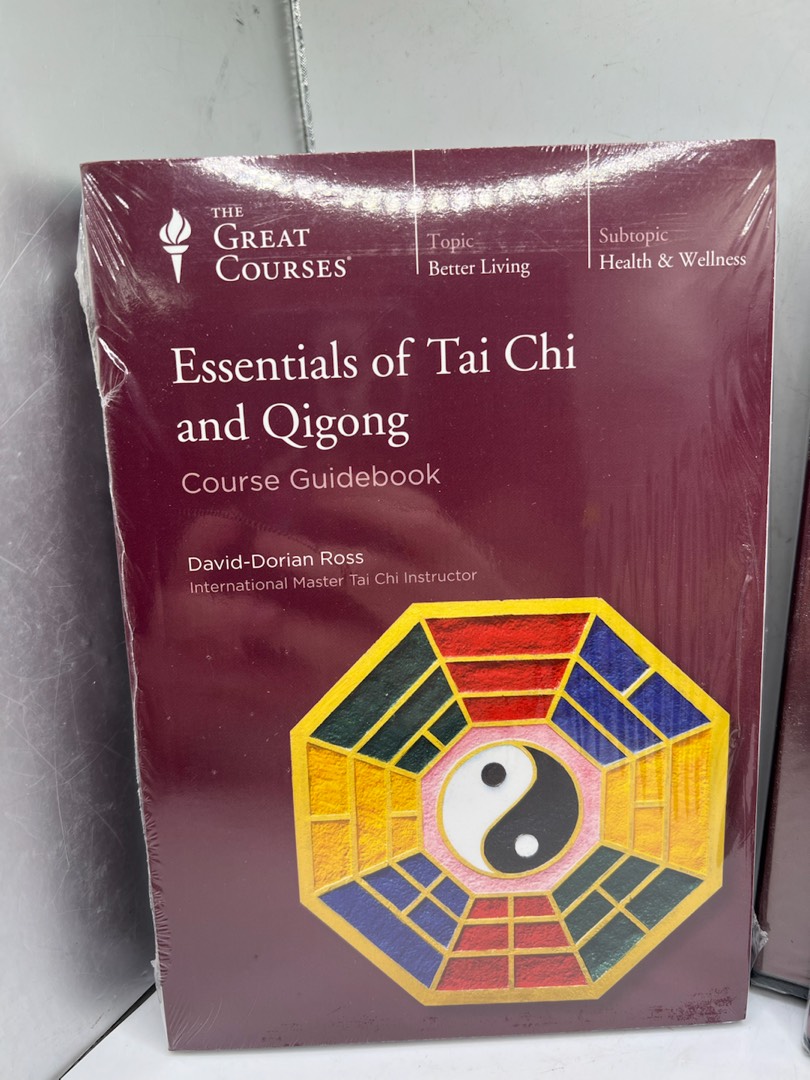 THE
GREAT
COURSES®
Topic
Better Living
Subtopic
Health & Wellness
Essentials of Tai Chi
and Qigong
Course Guidebook
David-Dorian Ross
International Master Tai Chi Instructor